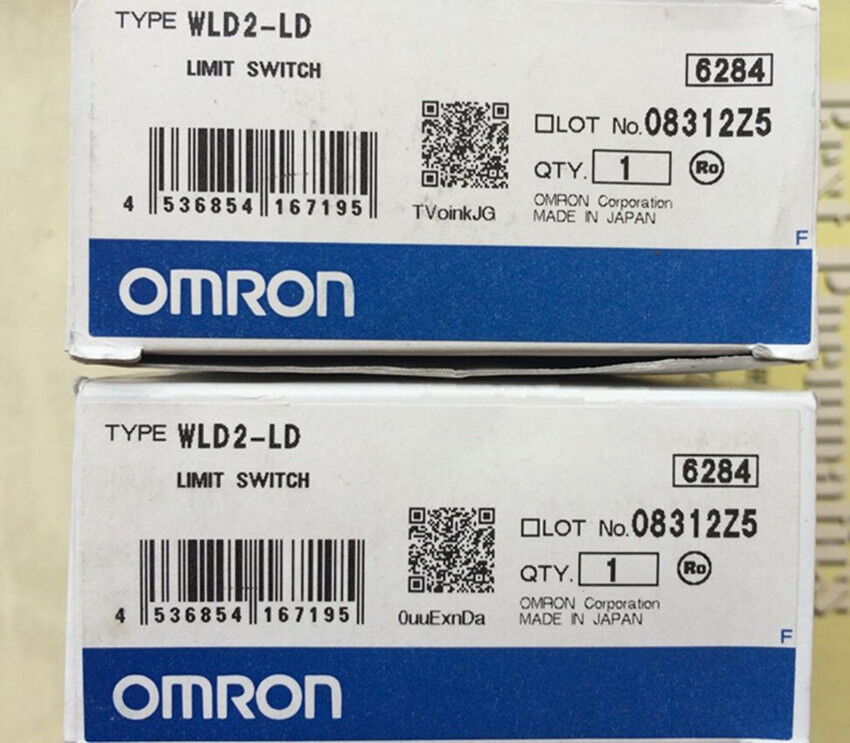 TYPE WLD2-LD
LIMIT SWITCH
6284
LOT No. 08312Z5
QTY. 1 Ro
4 536854 167195
TVoinkJG
OMRON Corporation
MADE IN JAPAN
F
OMRON
TYPE WLD2-LD
LIMIT SWITCH
6284
LOT No. 08312Z5
QTY. 1 Ro
4 536854 167195
0uuExnDa
OMRON Corporation
MADE IN JAPAN
F
OMRON